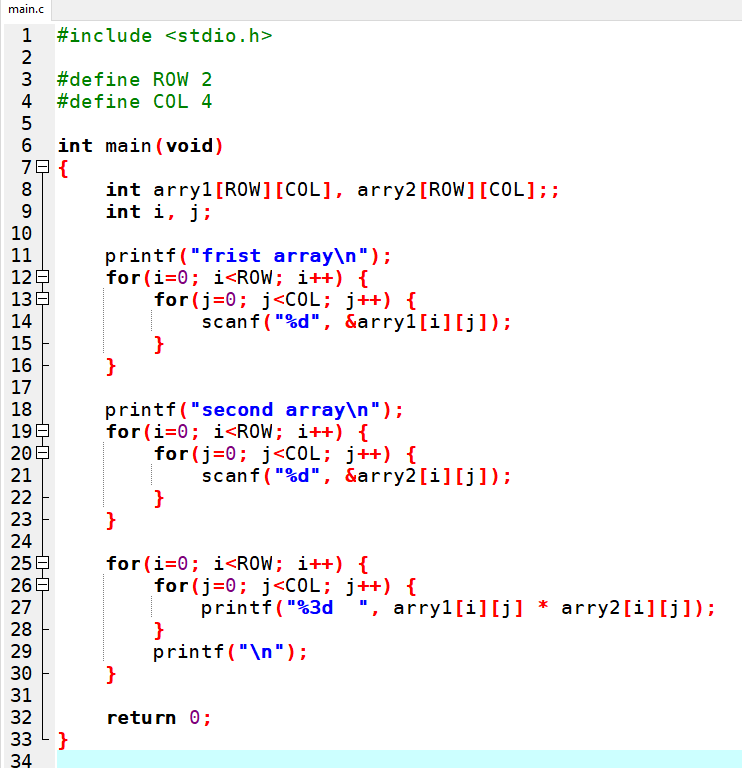 main.c
1 #include <stdio.h>
2
3 #define ROW 2
4 #define COL 4
5
6 int main(void)
7 {
8     int arry1[ROW][COL], arry2[ROW][COL];;
9     int i, j;
10
11     printf("frist array\n");
12     for(i=0; i<ROW; i++) {
13         for(j=0; j<COL; j++) {
14             scanf("%d", &arry1[i][j]);
15         }
16     }
17
18     printf("second array\n");
19     for(i=0; i<ROW; i++) {
20         for(j=0; j<COL; j++) {
21             scanf("%d", &arry2[i][j]);
22         }
23     }
24
25     for(i=0; i<ROW; i++) {
26         for(j=0; j<COL; j++) {
27             printf("%3d  ", arry1[i][j] * arry2[i][j]);
28         }
29         printf("\n");
30     }
31
32     return 0;
33 }
34